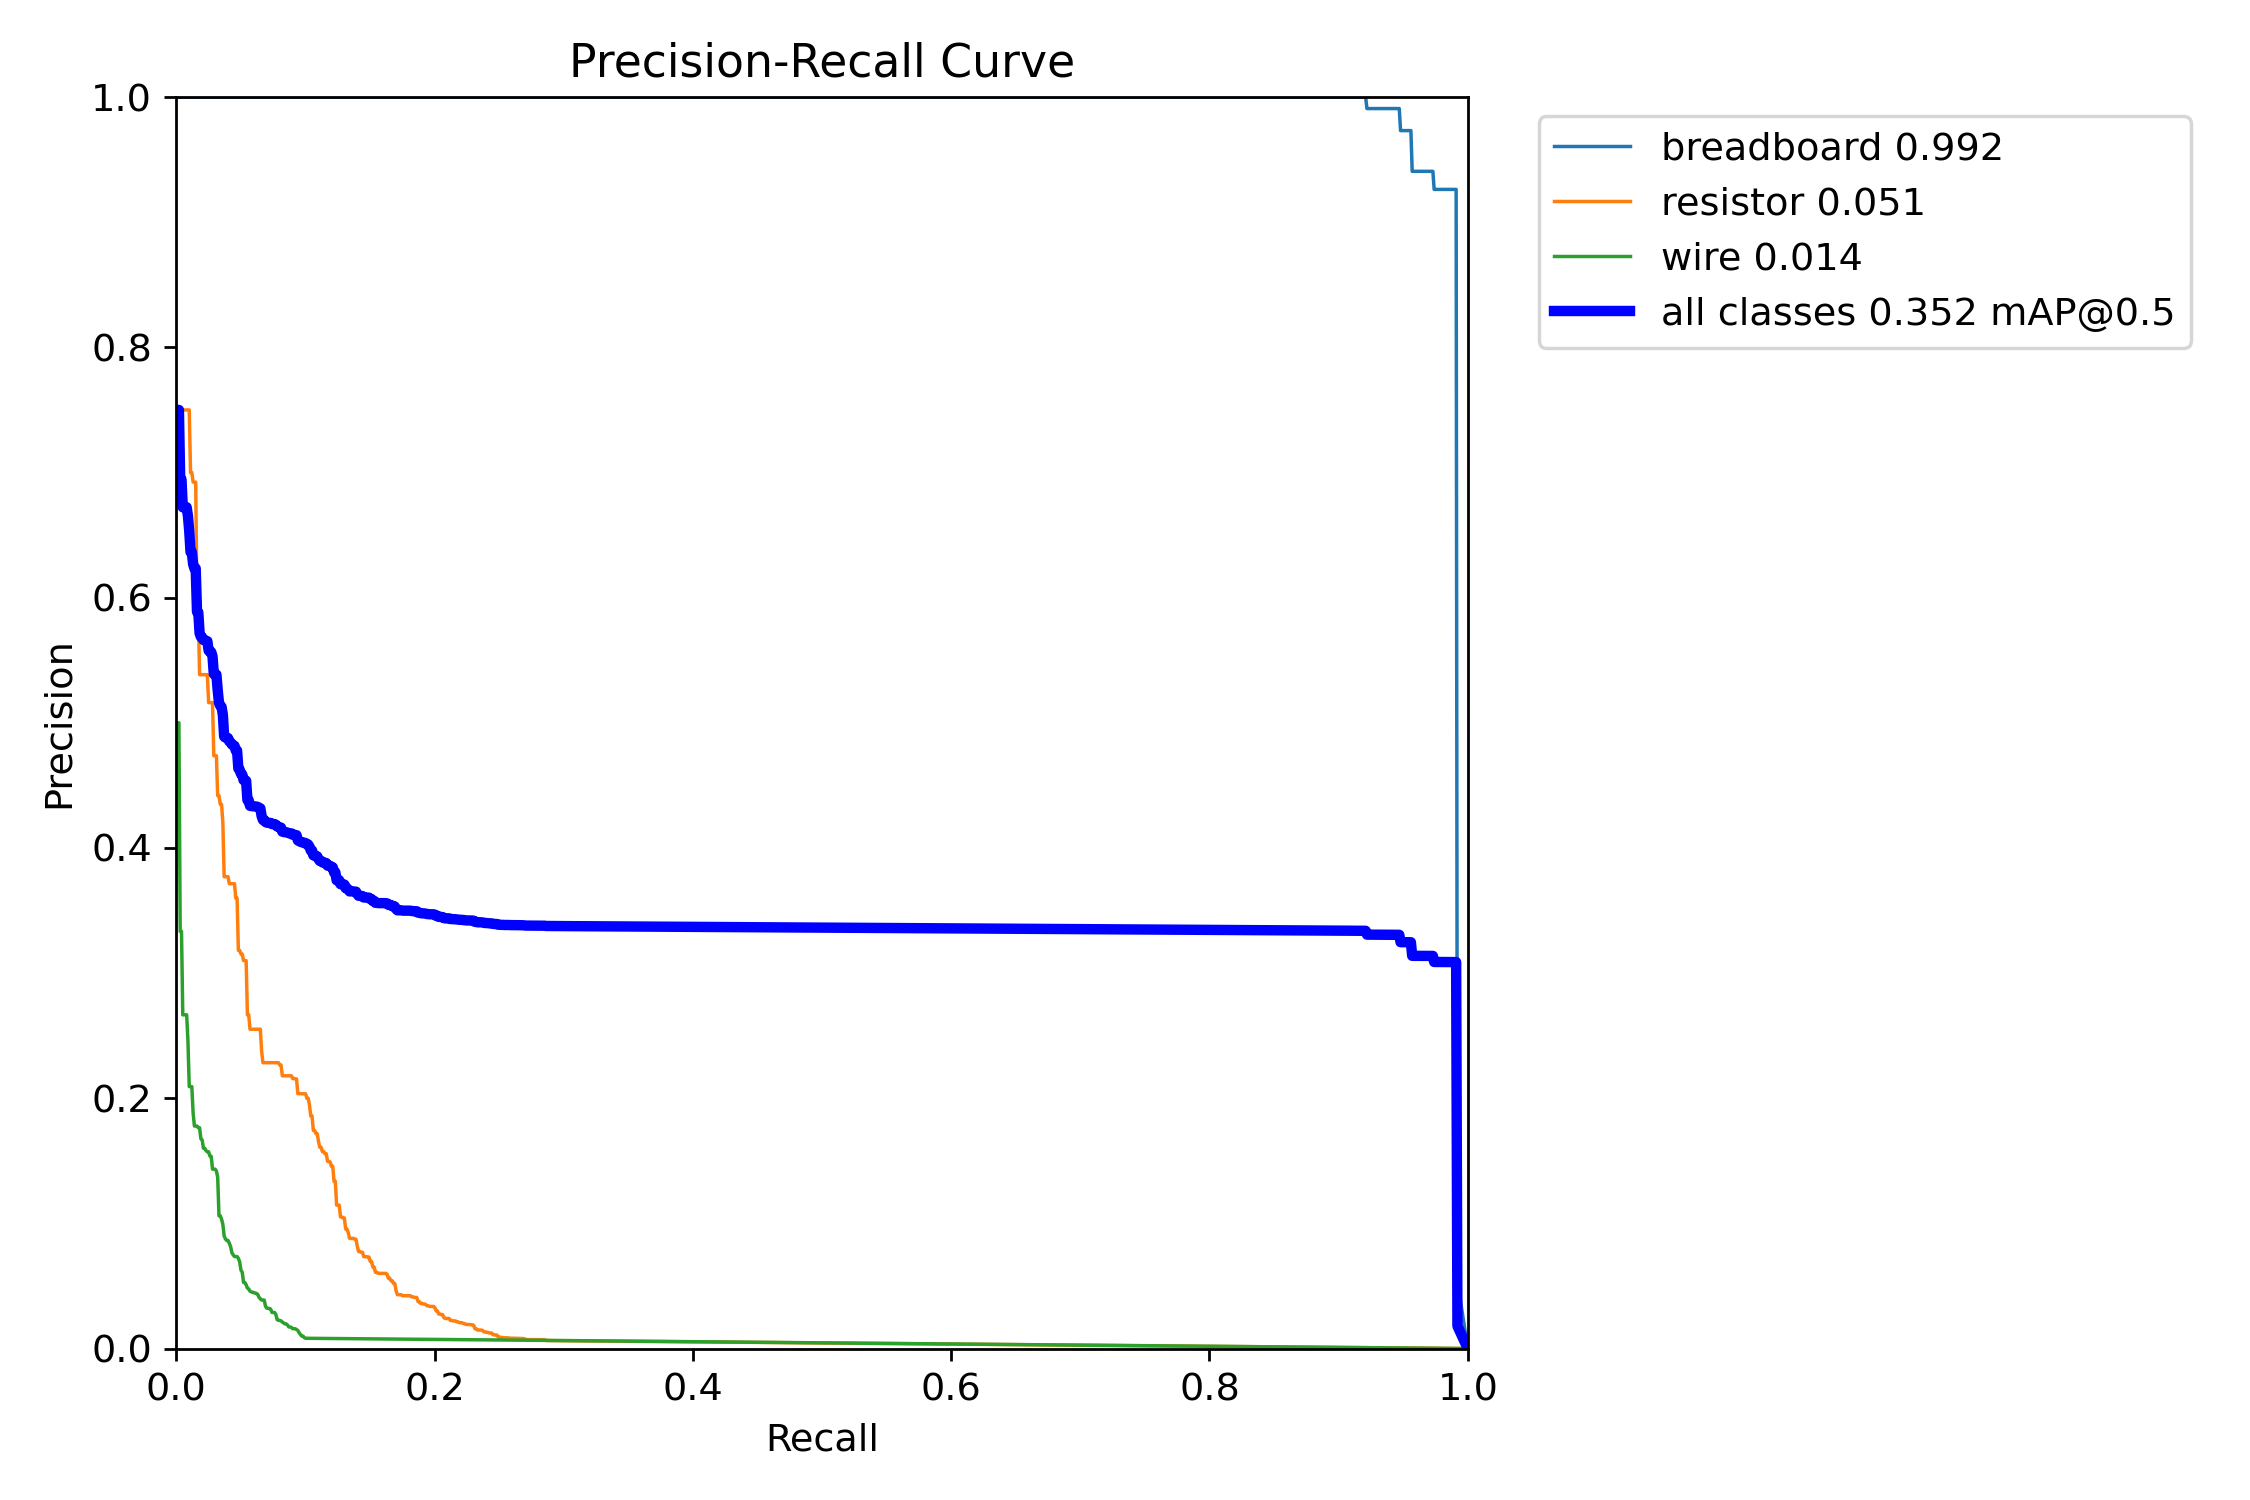 Precision-Recall Curve
1.0
0.8
0.6
0.4
0.2
0.0
Precision
0.0 0.2 0.4 0.6 0.8 1.0
Recall
breadboard 0.992
resistor 0.051
wire 0.014
all classes 0.352 mAP@0.5